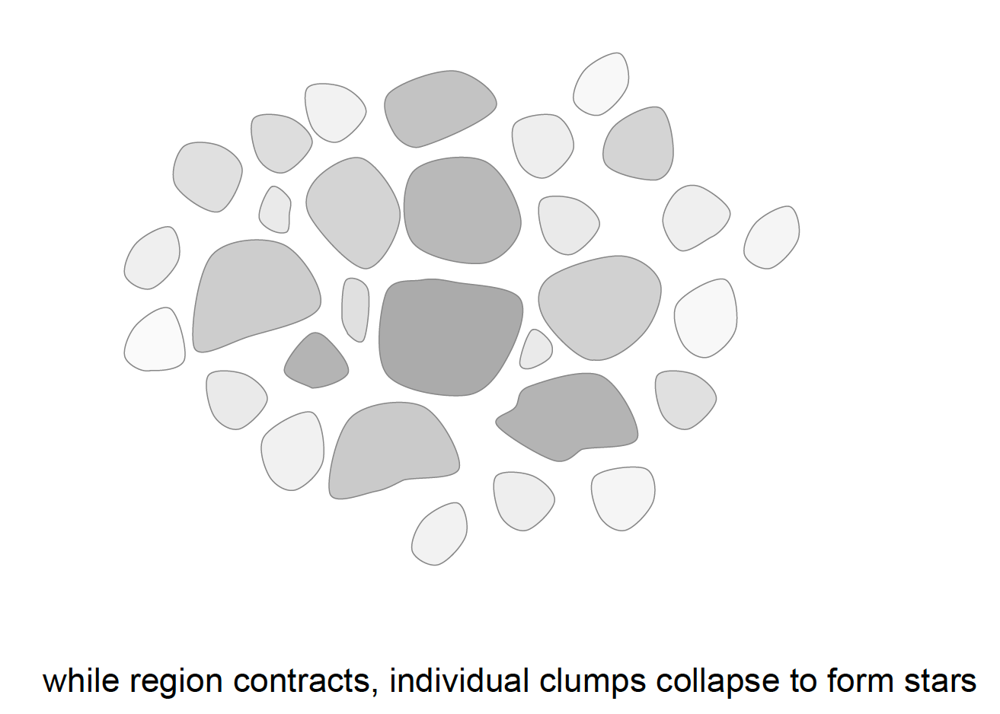 while region contracts, individual clumps collapse to form stars